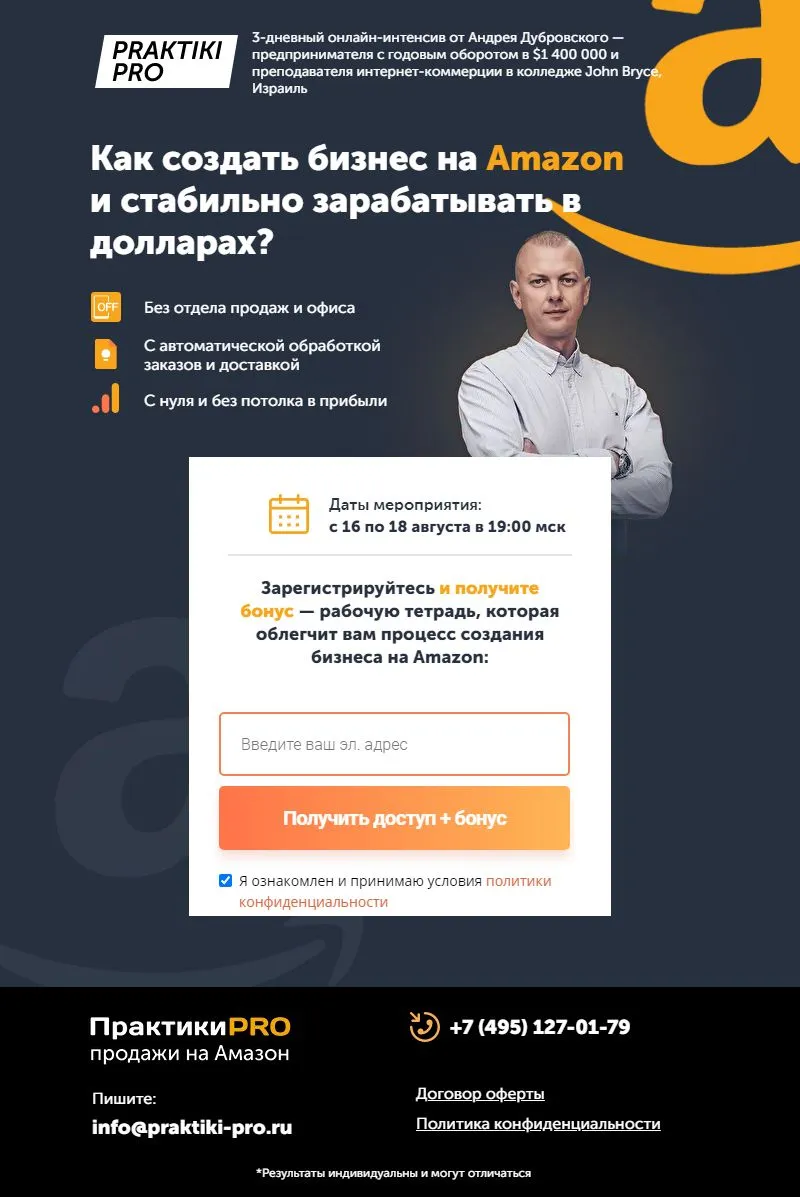 PRAKTIKI
PRO
3-дневный онлайн-интенсив от Андрея Дубровского —
предпринимателя с годовым оборотом в $1 400 000 и
преподавателя интернет-коммерции в колледже John Bryce,
Израиль
Как создать бизнес на Amazon
и стабильно зарабатывать в
долларах?
OFF
Без отдела продаж и офиса
С автоматической обработкой
заказов и доставкой
С нуля и без потолка в прибыли
Даты мероприятия:
с 16 по 18 августа в 19:00 мск
Зарегистрируйтесь и получите
бонус — рабочую тетрадь, которая
облегчит вам процесс создания
бизнеса на Amazon:
Введите ваш эл. адрес
Получить доступ + бонус
Я ознакомлен и принимаю условия политики
конфиденциальности
ПрактикиPRO
продажи на Амазон
+7 (495) 127-01-79
Пишите:
info@praktiki-pro.ru
Договор оферты
Политика конфиденциальности
*Результаты индивидуальны и могут отличаться